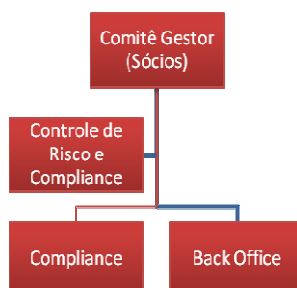 Comitê Gestor
(Sócios)
Controle de
Risco e
Compliance
Compliance
Back Office